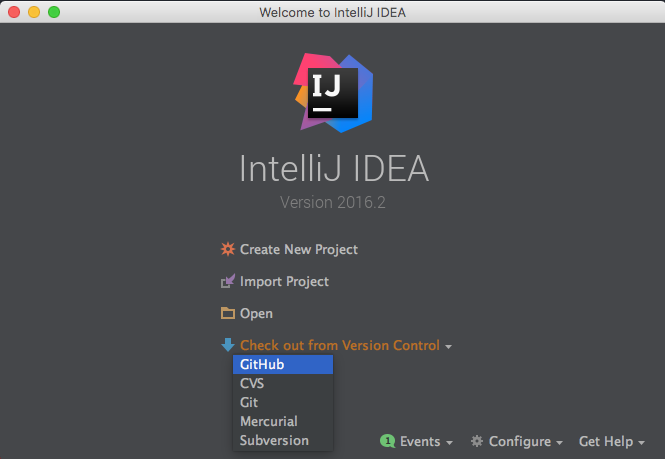 Welcome to IntelliJ IDEA
IJ
IntelliJ IDEA
Version 2016.2
Create New Project
Import Project
Open
Check out from Version Control
GitHub
CVS
Git
Mercurial
Subversion
1 Events Configure Get Help